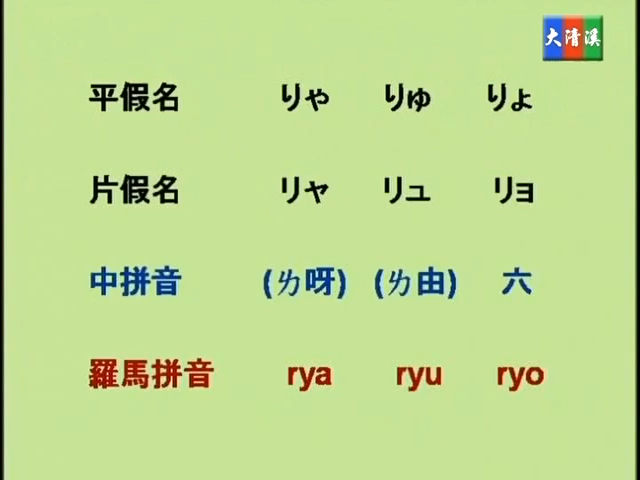 大清溪
平假名 りゃ りゅ りょ
片假名 リャ リュ リョ
中拼音 (ㄌ呀) (ㄌ由) 六
羅馬拼音 rya ryu ryo